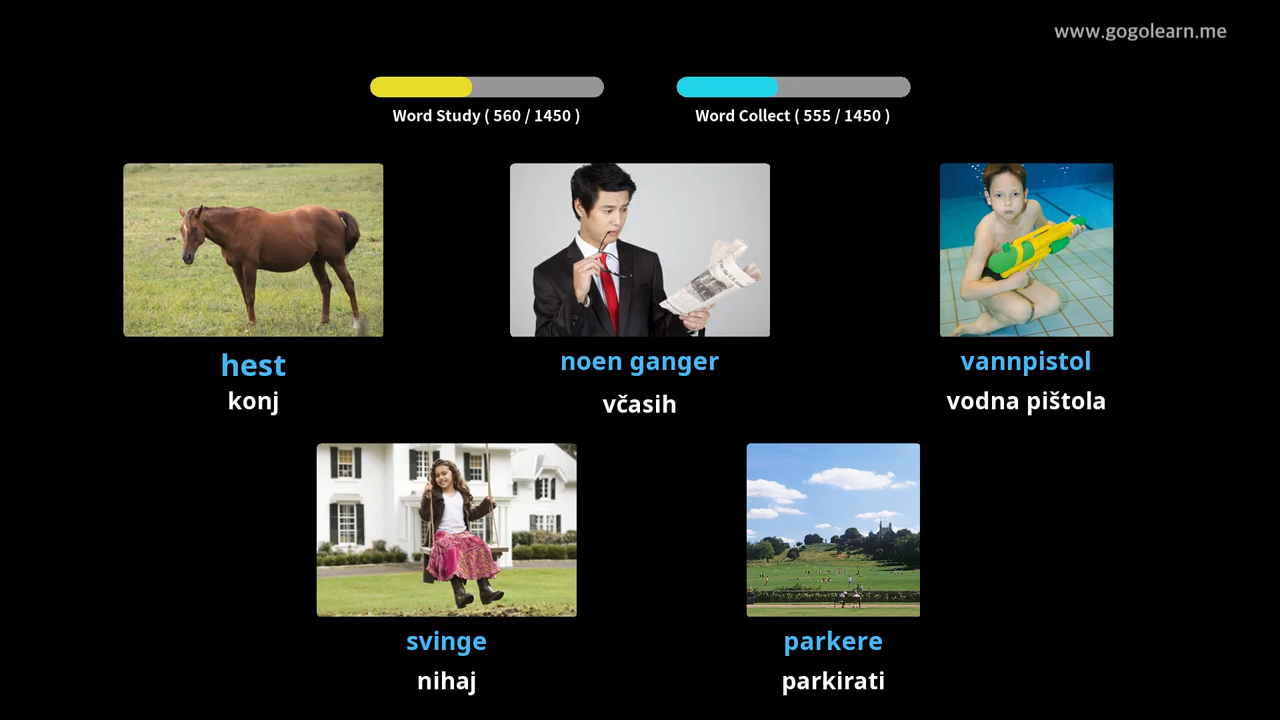 www.gogolearn.me
Word Study ( 560 / 1450 )
Word Collect ( 555 / 1450 )
hest
konj
noen ganger
včasih
vannpistol
vodna pištola
svinge
nihaj
parkere
parkirati